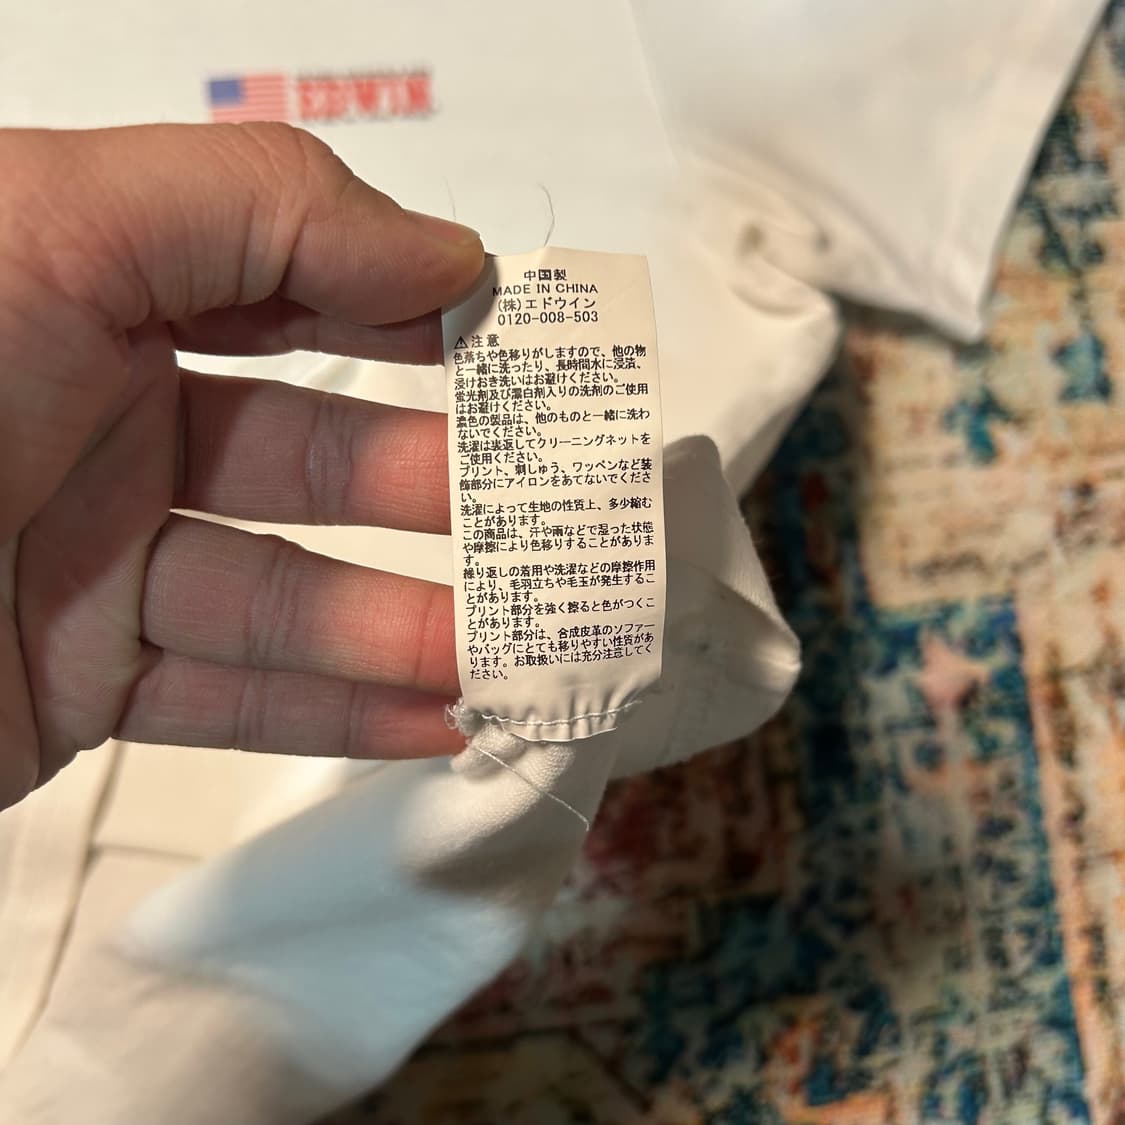 EDWIN
中国製
MADE IN CHINA
(株)エドウイン
0120-008-503
⚠注意
色落ちや色移りがしますので、他の物
と一緒に洗ったり、長時間水に浸漬、
浸けおき洗いはお避けください。
蛍光剤及び漂白剤入りの洗剤のご使用
はお避けください。
濃色の製品は、他のものと一緒に洗わ
ないでください。
洗濯は裏返してクリーニングネットを
ご使用ください。
プリント、刺しゅう、ワッペンなど装
飾部分にアイロンをあてないでくださ
い。
洗濯によって生地の性質上、多少縮む
ことがあります。
この商品は、汗や雨などで湿った状態
や摩擦により色移りすることがありま
す。
繰り返しの着用や洗濯などの摩擦作用
により、毛羽立ちや毛玉が発生するこ
とがあります。
プリント部分を強く擦ると色がつくこ
とがあります。
プリント部分は、合成皮革のソファー
やバッグにとても移りやすい性質があ
ります。お取扱いには充分注意してく
ださい。